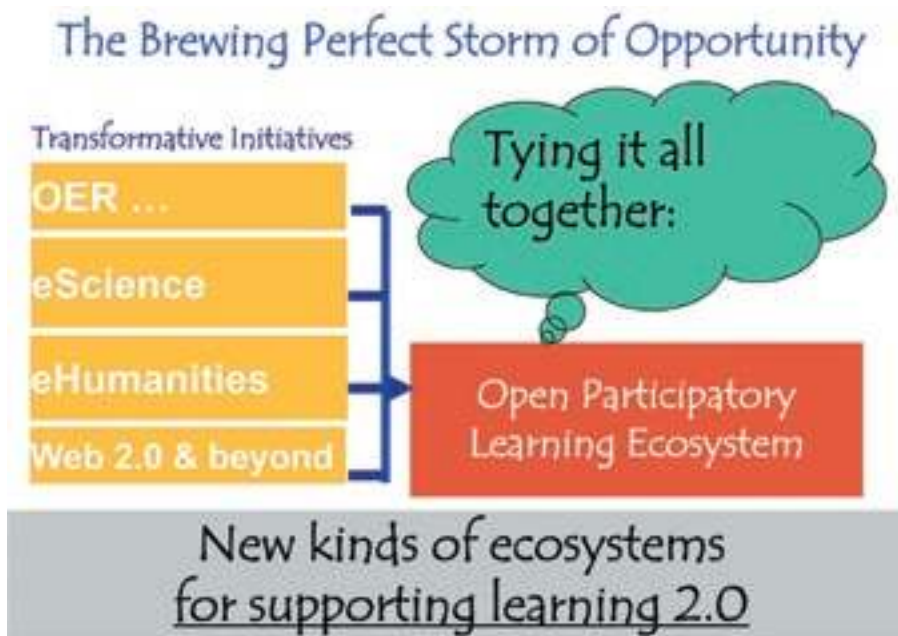 The Brewing Perfect Storm of Opportunity
Transformative Initiatives
OER ...
eScience
eHumanities
Web 2.0 & beyond
Tying it all
together:
Open Participatory
Learning Ecosystem
New kinds of ecosystems
for supporting learning 2.0